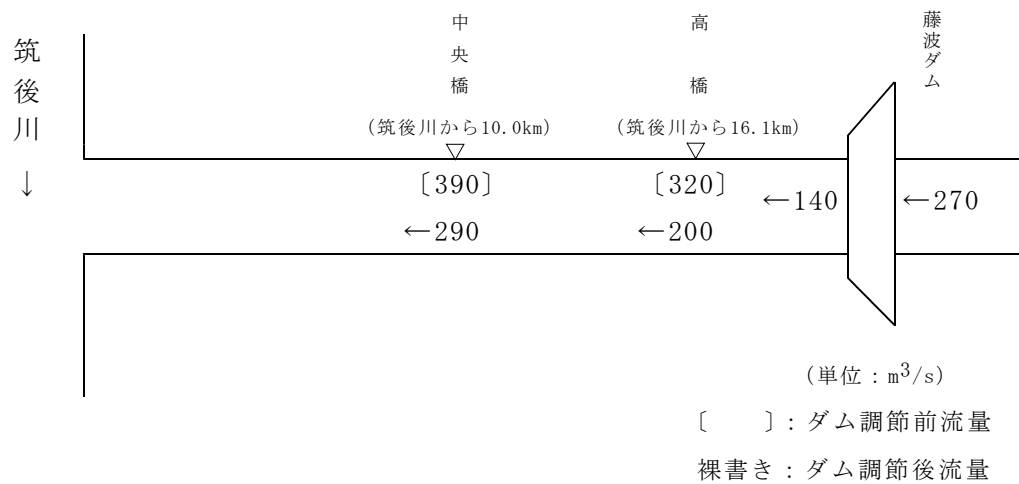 筑後川
↓
中央橋
(筑後川から10.0km)
▽
高橋
(筑後川から16.1km)
▽
藤波ダム
〔390〕
〔320〕
←140
←270
←290
←200
(単位：m³/s)
〔　　〕：ダム調節前流量
裸書き：ダム調節後流量